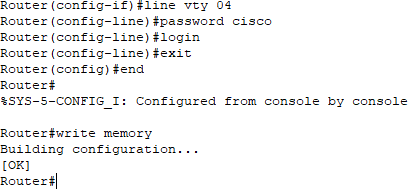 Router(config-if)#line vty 04
Router(config-line)#password cisco
Router(config-line)#login
Router(config-line)#exit
Router(config)#end
Router#
%SYS-5-CONFIG_I: Configured from console by console

Router#write memory
Building configuration...
[OK]
Router#